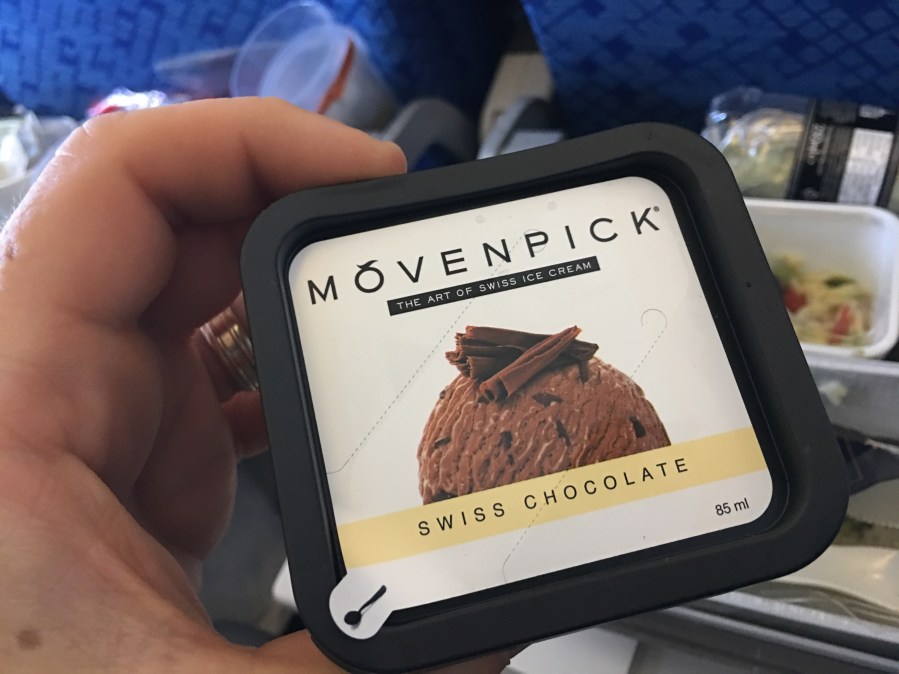 MÖVENPICK®
THE ART OF SWISS ICE CREAM
SWISS CHOCOLATE
85 ml